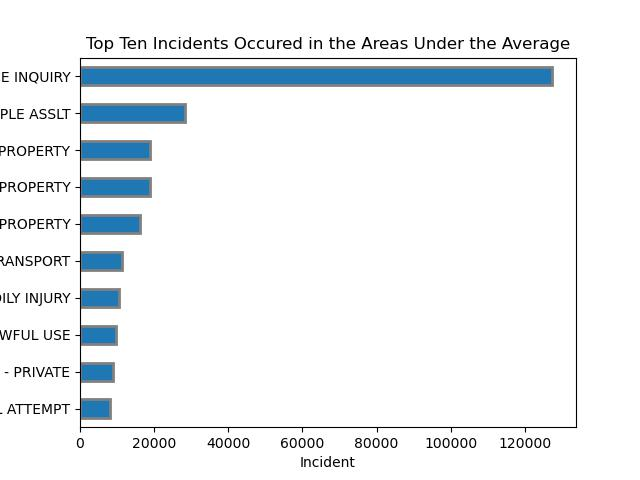 Top Ten Incidents Occured in the Areas Under the Average
E INQUIRY
PLE ASSLT
PROPERTY
PROPERTY
PROPERTY
RANSPORT
ILY INJURY
WFUL USE
- PRIVATE
ATTEMPT
0 20000 40000 60000 80000 100000 120000
Incident